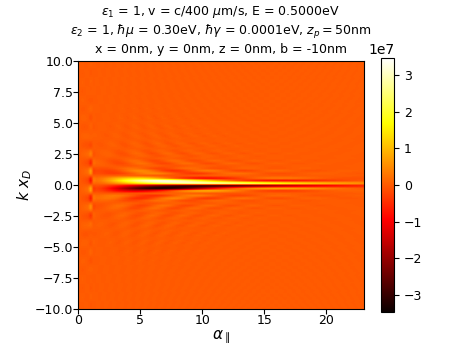 ε₁ = 1, v = c/400 μm/s, E = 0.5000eV
ε₂ = 1, ℏμ = 0.30eV, ℏγ = 0.0001eV, zₚ = 50nm
x = 0nm, y = 0nm, z = 0nm, b = -10nm
1e7
10.0
7.5
5.0
2.5
0.0
−2.5
−5.0
−7.5
−10.0
k x_D
0 5 10 15 20
α∥
3
2
1
0
−1
−2
−3